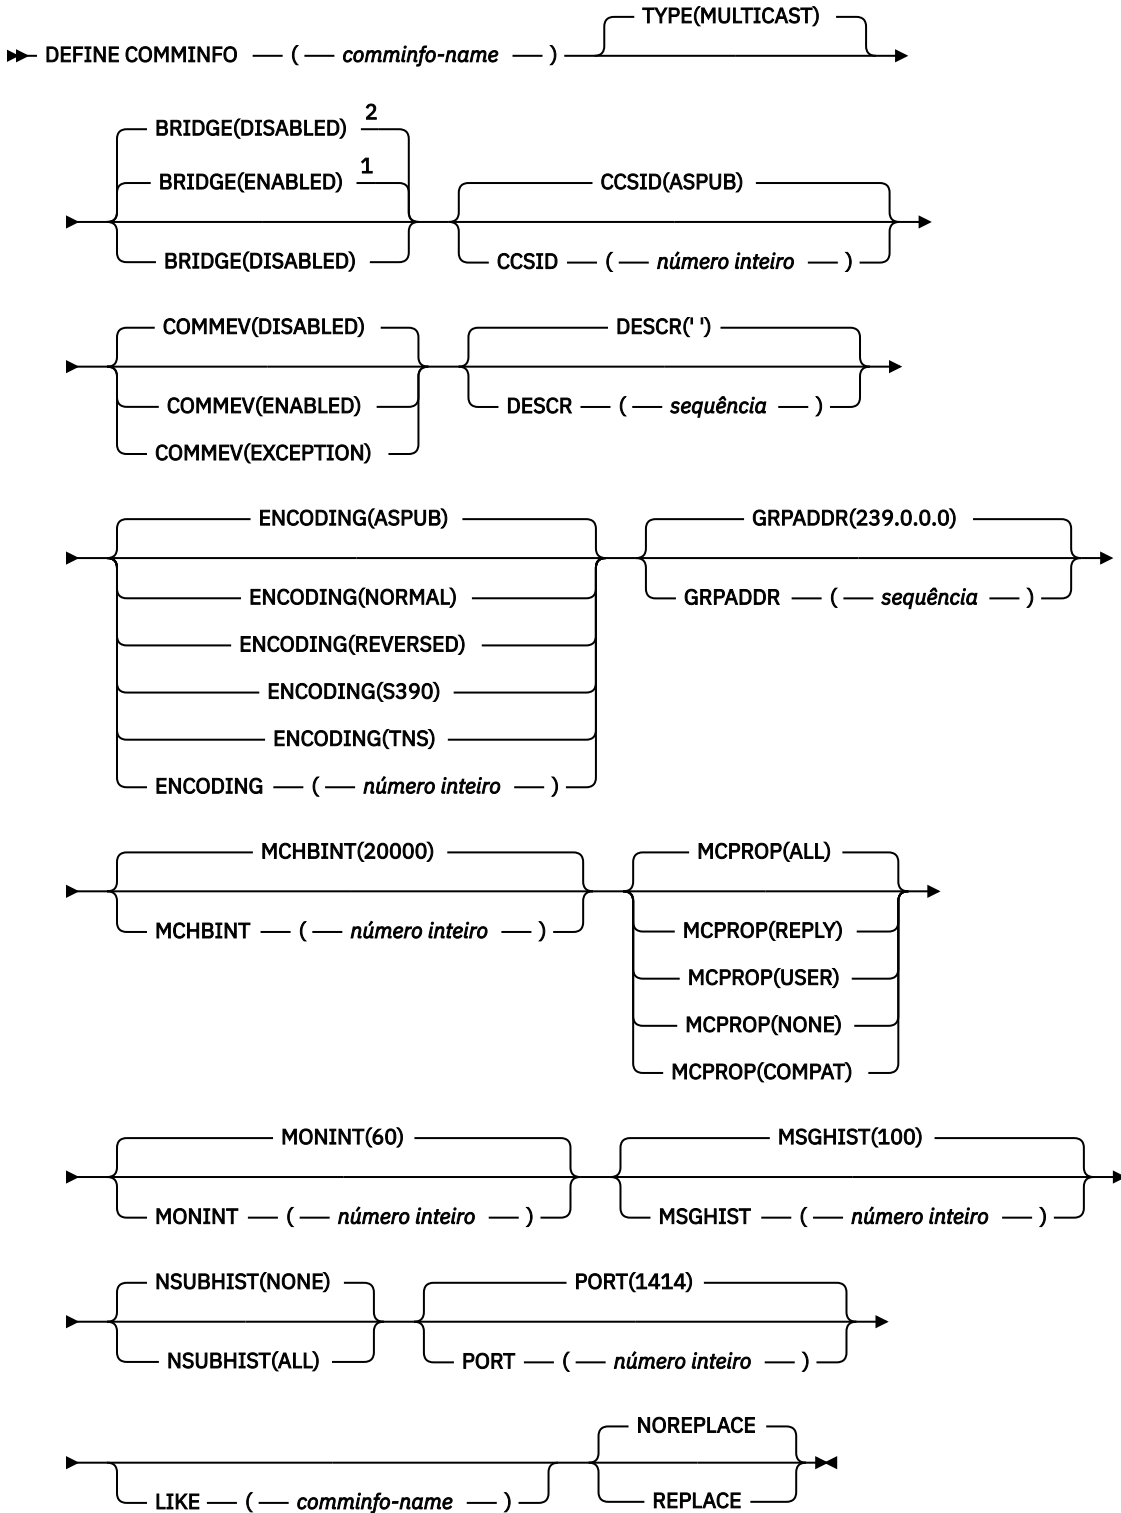 TYPE(MULTICAST)
DEFINE COMMINFO ( comminfo-name )
BRIDGE(DISABLED) 2
BRIDGE(ENABLED) 1
CCSID(ASPUB)
BRIDGE(DISABLED)
CCSID ( número inteiro )
COMMEV(DISABLED)
DESCR(' ')
COMMEV(ENABLED)
DESCR ( sequência )
COMMEV(EXCEPTION)
ENCODING(ASPUB)
GRPADDR(239.0.0.0)
ENCODING(NORMAL)
GRPADDR ( sequência )
ENCODING(REVERSED)
ENCODING(S390)
ENCODING(TNS)
ENCODING ( número inteiro )
MCHBINT(20000)
MCPROP(ALL)
MCHBINT ( número inteiro )
MCPROP(REPLY)
MCPROP(USER)
MCPROP(NONE)
MCPROP(COMPAT)
MONINT(60)
MSGHIST(100)
MONINT ( número inteiro )
MSGHIST ( número inteiro )
NSUBHIST(NONE)
PORT(1414)
NSUBHIST(ALL)
PORT ( número inteiro )
NOREPLACE
LIKE ( comminfo-name )
REPLACE